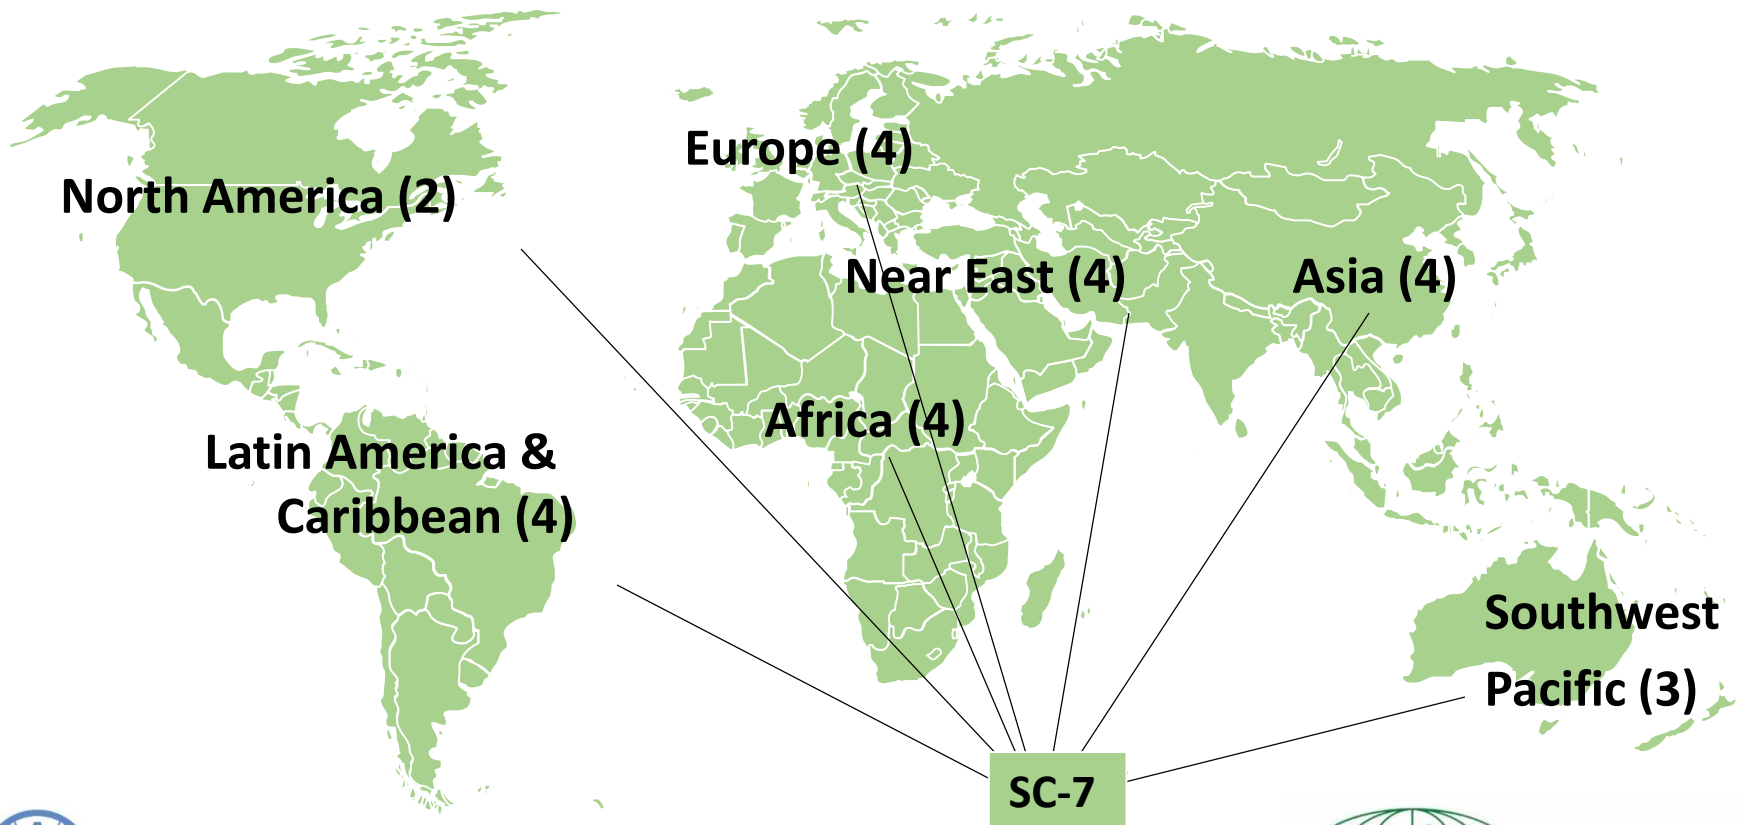 Europe (4)
North America (2)
Near East (4)
Asia (4)
Africa (4)
Latin America &
Caribbean (4)
Southwest
Pacific (3)
SC-7